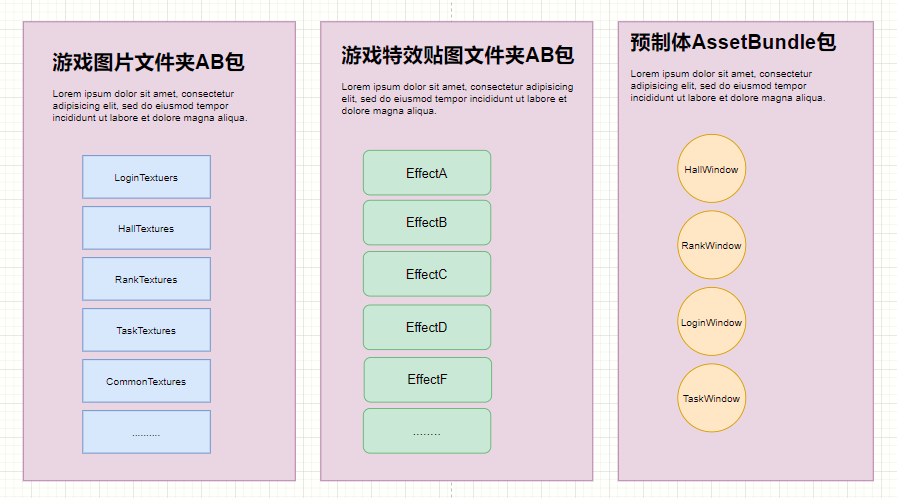 游戏图片文件夹AB包
Lorem ipsum dolor sit amet, consectetur
adipisicing elit, sed do eiusmod tempor
incididunt ut labore et dolore magna aliqua.
LoginTextuers
HallTextures
RankTextures
TaskTextures
CommonTextures
..........
游戏特效贴图文件夹AB包
Lorem ipsum dolor sit amet, consectetur adipisicing
elit, sed do eiusmod tempor incididunt ut labore et
dolore magna aliqua.
EffectA
EffectB
EffectC
EffectD
EffectF
........
预制体AssetBundle包
Lorem ipsum dolor sit amet, consectetur
adipisicing elit, sed do eiusmod tempor
incididunt ut labore et dolore magna aliqua.
HallWindow
RankWindow
LoginWindow
TaskWindow